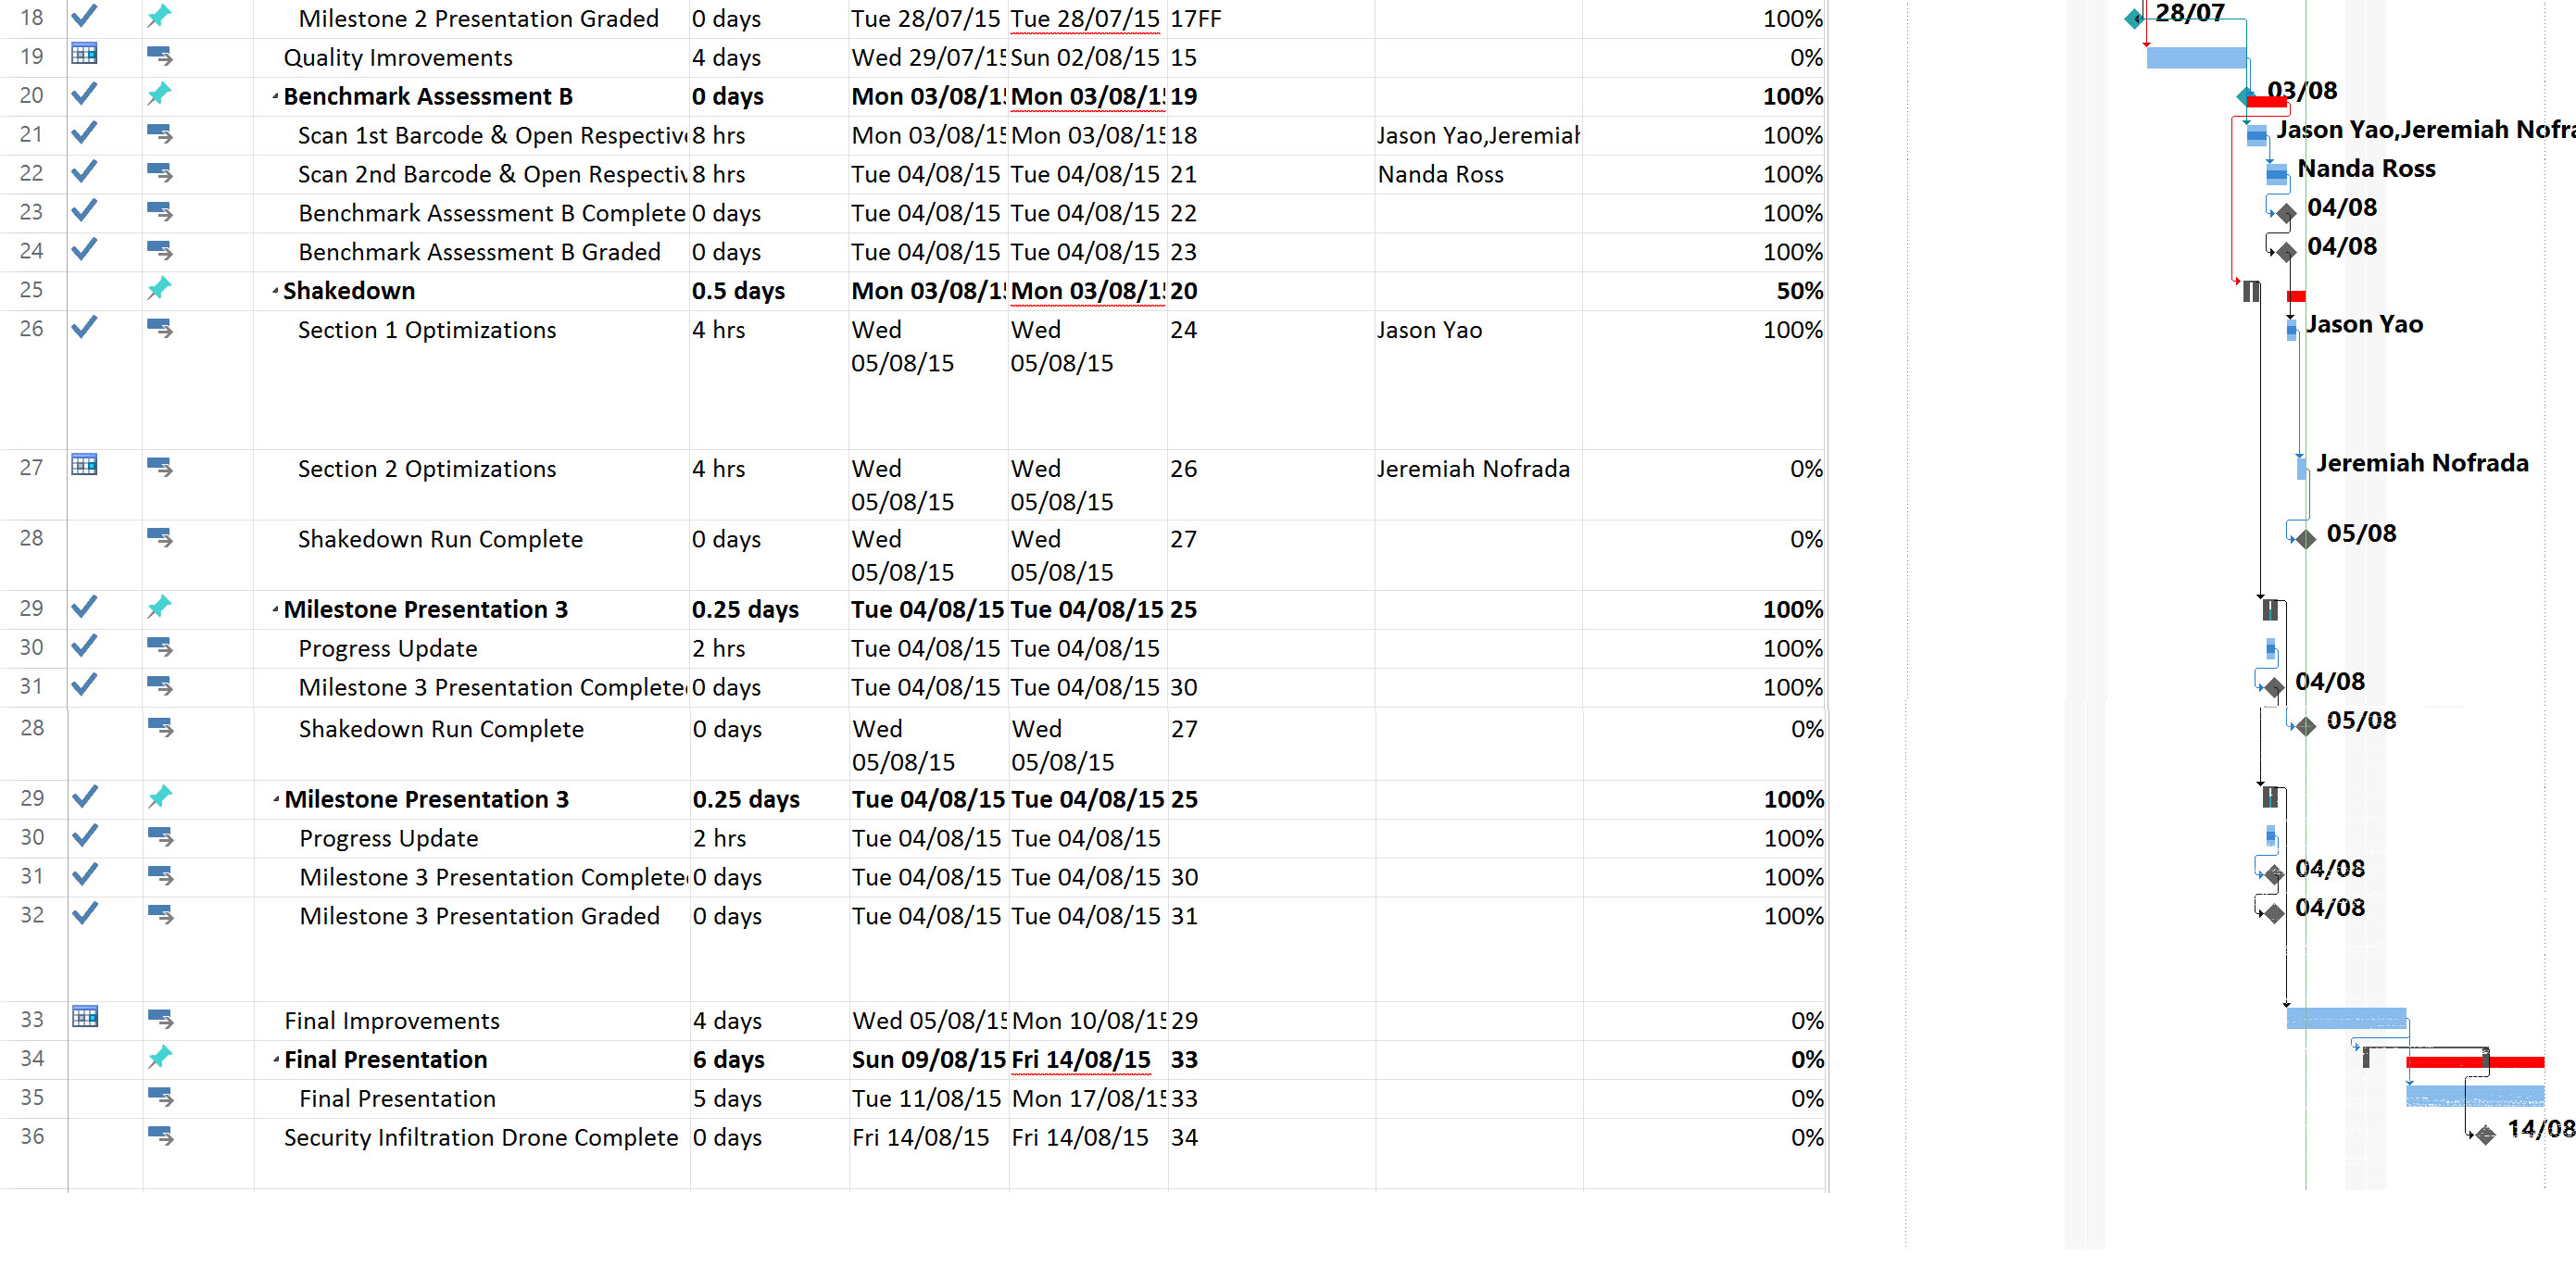 18 Milestone 2 Presentation Graded 0 days Tue 28/07/15 Tue 28/07/15 17FF 100% 28/07
19 Quality Imrovements 4 days Wed 29/07/15 Sun 02/08/15 15 0%
20 Benchmark Assessment B 0 days Mon 03/08/1 Mon 03/08/1 19 100% 03/08
21 Scan 1st Barcode & Open Respective 8 hrs Mon 03/08/15 Mon 03/08/15 18 Jason Yao,Jeremiah 100% Jason Yao,Jeremiah Nofra
22 Scan 2nd Barcode & Open Respectiv 8 hrs Tue 04/08/15 Tue 04/08/15 21 Nanda Ross 100% Nanda Ross
23 Benchmark Assessment B Complete 0 days Tue 04/08/15 Tue 04/08/15 22 100% 04/08
24 Benchmark Assessment B Graded 0 days Tue 04/08/15 Tue 04/08/15 23 100% 04/08
25 Shakedown 0.5 days Mon 03/08/1 Mon 03/08/1 20 50%
26 Section 1 Optimizations 4 hrs Wed Wed 24 Jason Yao 100% Jason Yao
05/08/15 05/08/15
27 Section 2 Optimizations 4 hrs Wed Wed 26 Jeremiah Nofrada 0% Jeremiah Nofrada
05/08/15 05/08/15
28 Shakedown Run Complete 0 days Wed Wed 27 0% 05/08
05/08/15 05/08/15
29 Milestone Presentation 3 0.25 days Tue 04/08/15 Tue 04/08/15 25 100%
30 Progress Update 2 hrs Tue 04/08/15 Tue 04/08/15 100%
31 Milestone 3 Presentation Complete 0 days Tue 04/08/15 Tue 04/08/15 30 100% 04/08
28 Shakedown Run Complete 0 days Wed Wed 27 0% 05/08
05/08/15 05/08/15
29 Milestone Presentation 3 0.25 days Tue 04/08/15 Tue 04/08/15 25 100%
30 Progress Update 2 hrs Tue 04/08/15 Tue 04/08/15 100%
31 Milestone 3 Presentation Complete 0 days Tue 04/08/15 Tue 04/08/15 30 100% 04/08
32 Milestone 3 Presentation Graded 0 days Tue 04/08/15 Tue 04/08/15 31 100% 04/08
33 Final Improvements 4 days Wed 05/08/15 Mon 10/08/15 29 0%
34 Final Presentation 6 days Sun 09/08/15 Fri 14/08/15 33 0%
35 Final Presentation 5 days Tue 11/08/15 Mon 17/08/15 33 0%
36 Security Infiltration Drone Complete 0 days Fri 14/08/15 Fri 14/08/15 34 0% 14/08